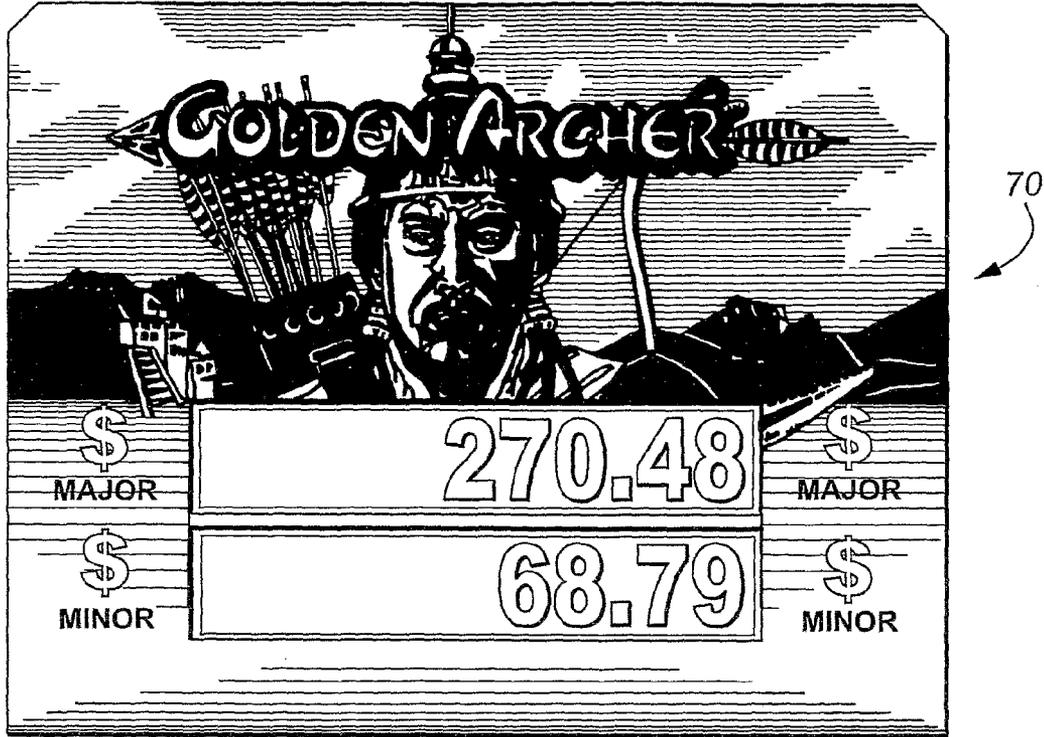 GOLDEN ARCHER
70
$ 270.48 $
MAJOR MAJOR
$ 68.79 $
MINOR MINOR